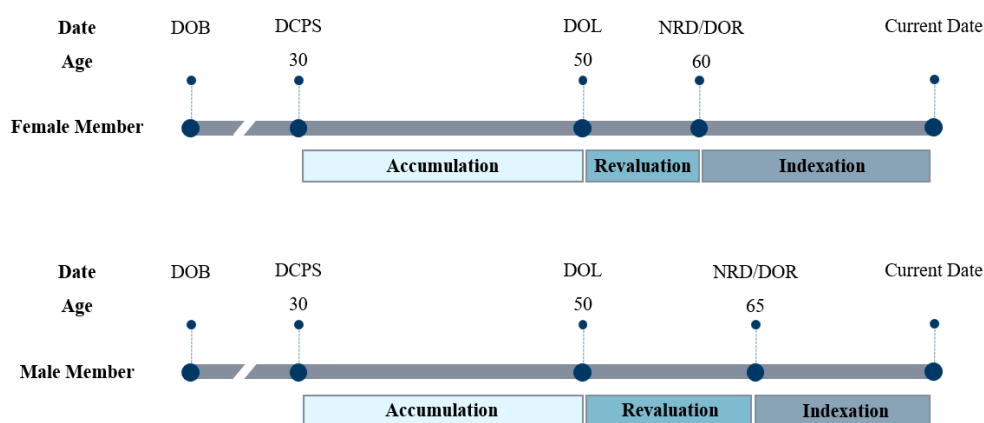 Date DOB DCPS DOL NRD/DOR Current Date
Age 30 50 60
Female Member
Accumulation Revaluation Indexation
Date DOB DCPS DOL NRD/DOR Current Date
Age 30 50 65
Male Member
Accumulation Revaluation Indexation